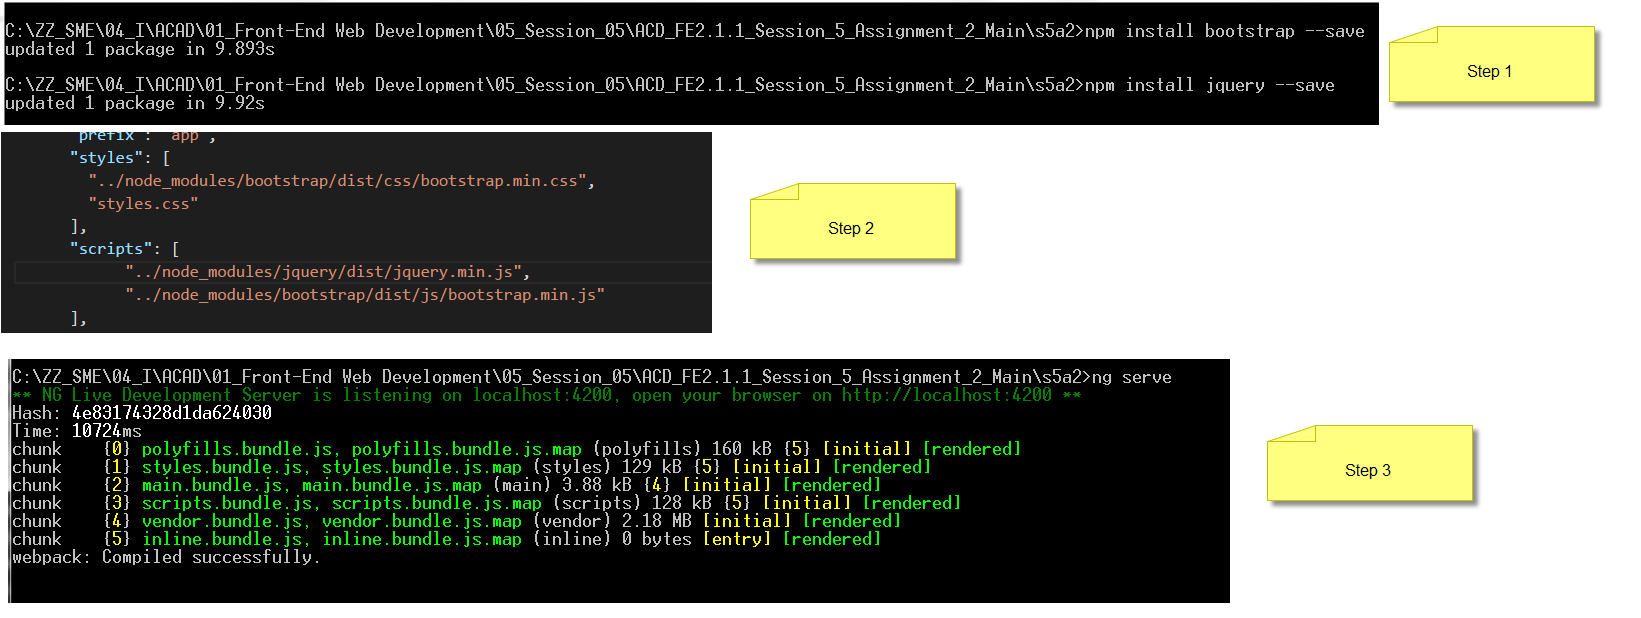 C:\ZZ_SME\04_I\ACAD\01_Front-End Web Development\05_Session_05\ACD_FE2.1.1_Session_5_Assignment_2_Main\s5a2>npm install bootstrap --save
updated 1 package in 9.893s
C:\ZZ_SME\04_I\ACAD\01_Front-End Web Development\05_Session_05\ACD_FE2.1.1_Session_5_Assignment_2_Main\s5a2>npm install jquery --save
updated 1 package in 9.92s
Step 1
"prefix": "app",
"styles": [
"../node_modules/bootstrap/dist/css/bootstrap.min.css",
"styles.css"
],
"scripts": [
"../node_modules/jquery/dist/jquery.min.js",
"../node_modules/bootstrap/dist/js/bootstrap.min.js"
],
Step 2
C:\ZZ_SME\04_I\ACAD\01_Front-End Web Development\05_Session_05\ACD_FE2.1.1_Session_5_Assignment_2_Main\s5a2>ng serve
** NG Live Development Server is listening on localhost:4200, open your browser on http://localhost:4200 **
Hash: 4e83174328d1da624030
Time: 10724ms
chunk    {0} polyfills.bundle.js, polyfills.bundle.js.map (polyfills) 160 kB {5} [initial] [rendered]
chunk    {1} styles.bundle.js, styles.bundle.js.map (styles) 129 kB {5} [initial] [rendered]
chunk    {2} main.bundle.js, main.bundle.js.map (main) 3.88 kB {4} [initial] [rendered]
chunk    {3} scripts.bundle.js, scripts.bundle.js.map (scripts) 128 kB {5} [initial] [rendered]
chunk    {4} vendor.bundle.js, vendor.bundle.js.map (vendor) 2.18 MB [initial] [rendered]
chunk    {5} inline.bundle.js, inline.bundle.js.map (inline) 0 bytes [entry] [rendered]
webpack: Compiled successfully.
Step 3